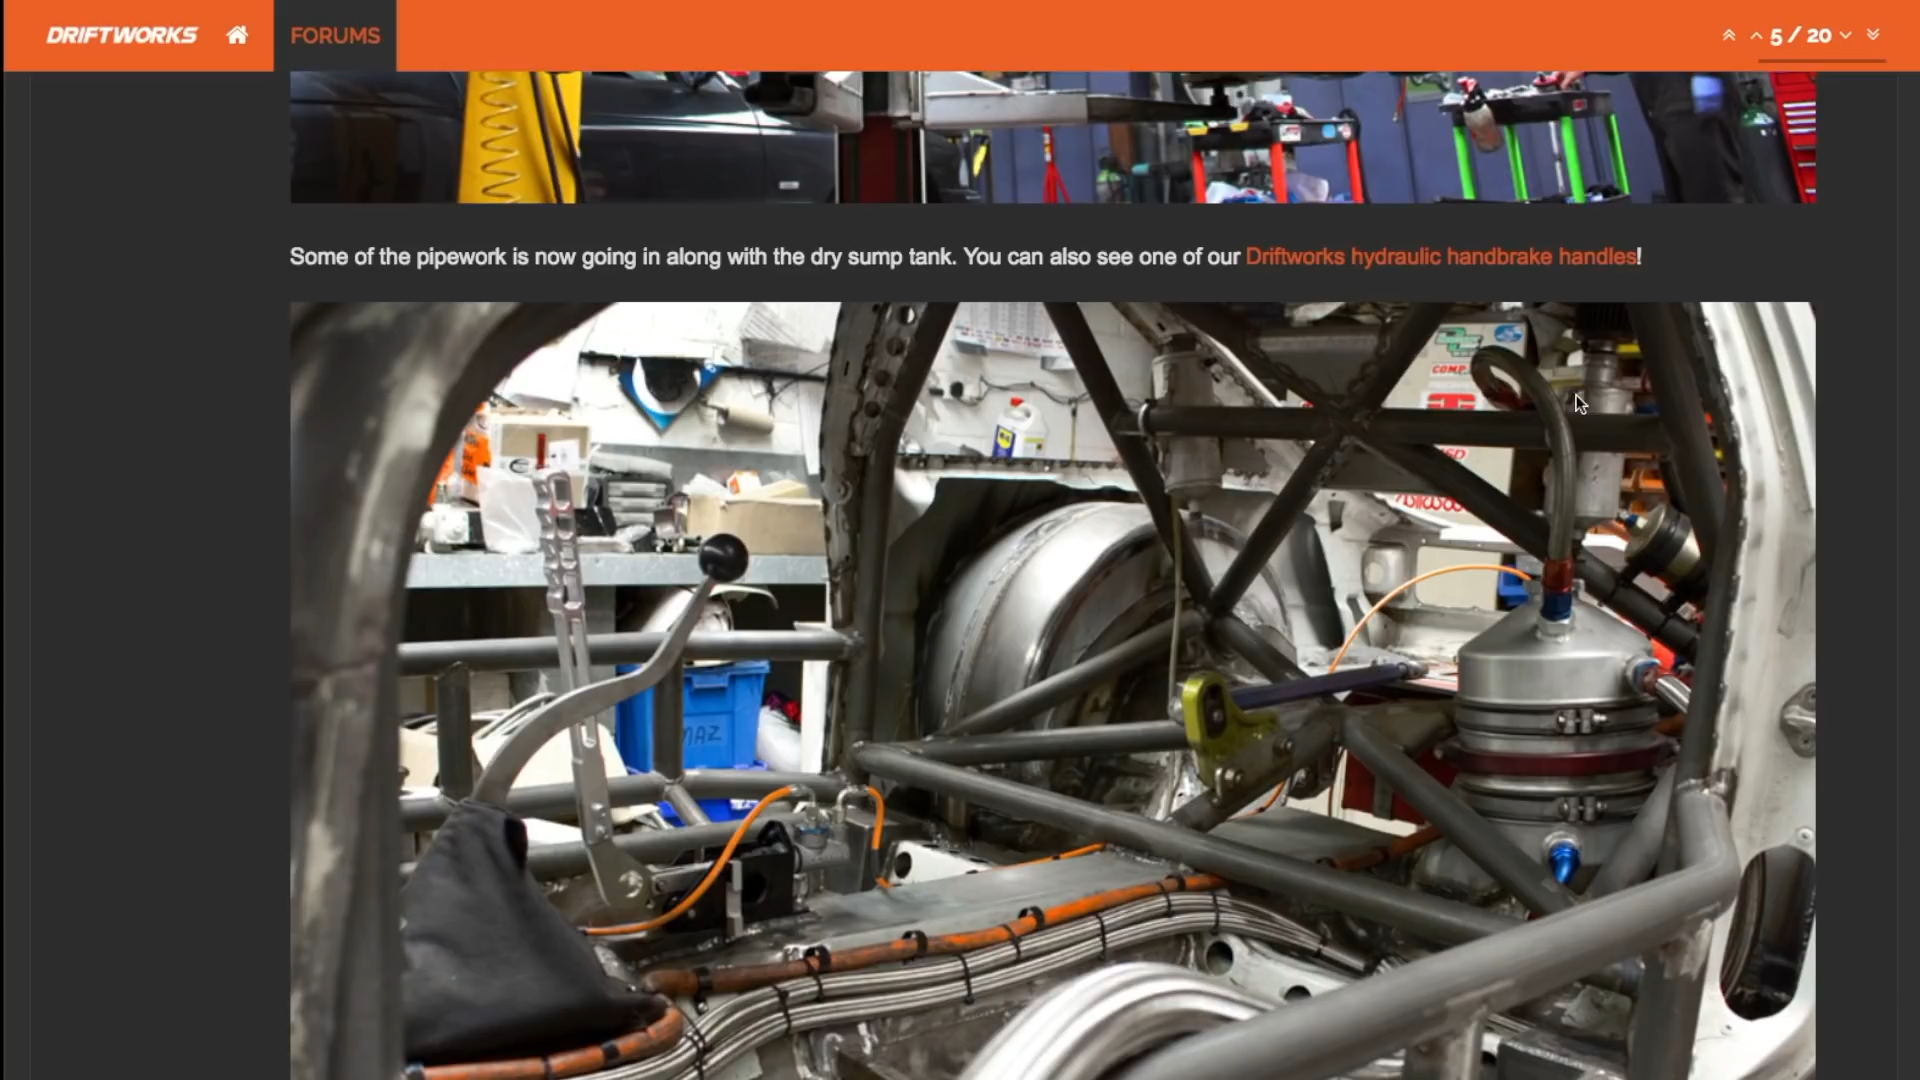 DRIFTWORKS
FORUMS
5 / 20
Some of the pipework is now going in along with the dry sump tank. You can also see one of our Driftworks hydraulic handbrake handles!
COMP
MAZ